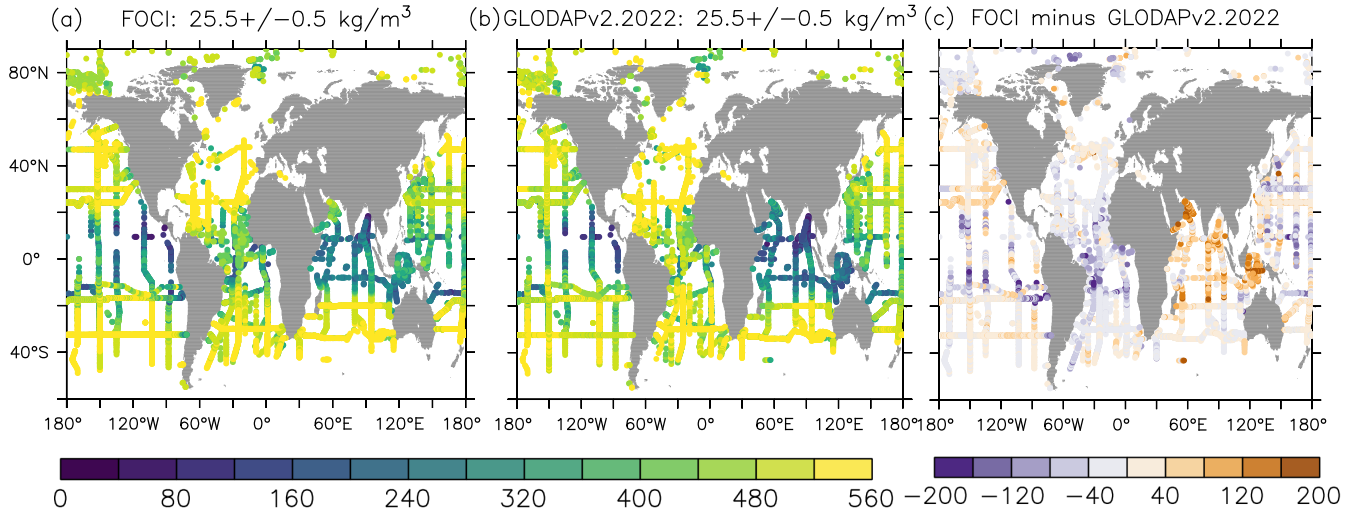 (a) FOCI: 25.5+/−0.5 kg/m³ (b) GLODAPv2.2022: 25.5+/−0.5 kg/m³ (c) FOCI minus GLODAPv2.2022
80°N
40°N
0°
40°S
180° 120°W 60°W 0° 60°E 120°E 180° 120°W 60°W 0° 60°E 120°E 180° 120°W 60°W 0° 60°E 120°E 180°
0 80 160 240 320 400 480 560 −200 −120 −40 40 120 200